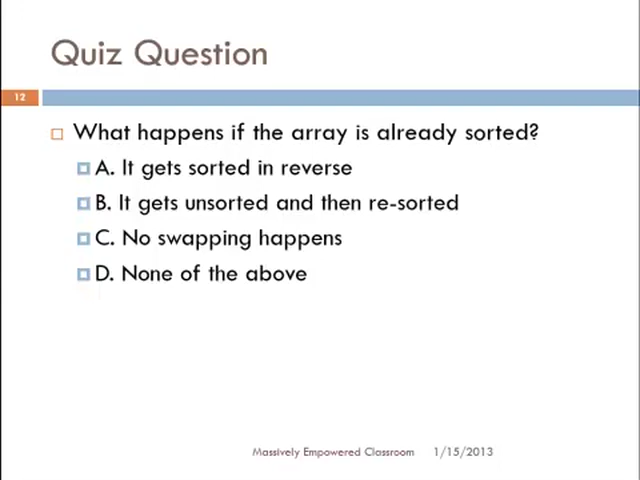 Quiz Question
12
What happens if the array is already sorted?
A. It gets sorted in reverse
B. It gets unsorted and then re-sorted
C. No swapping happens
D. None of the above
Massively Empowered Classroom 1/15/2013